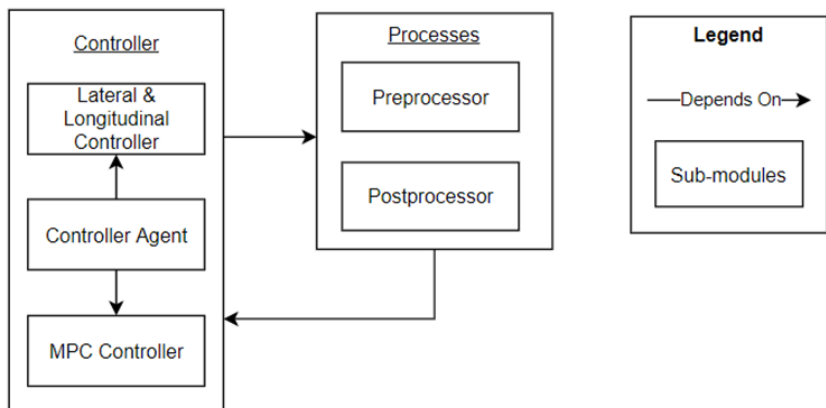 Controller
Lateral &
Longitudinal
Controller
Controller Agent
MPC Controller
Processes
Preprocessor
Postprocessor
Legend
Depends On
Sub-modules